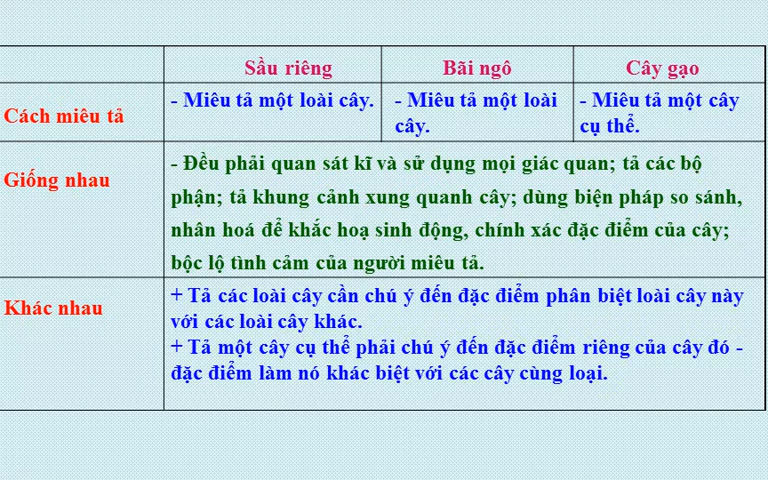 Sầu riêng Bãi ngô Cây gạo
Cách miêu tả
- Miêu tả một loài cây.
- Miêu tả một loài
cây.
- Miêu tả một cây
cụ thể.
Giống nhau
- Đều phải quan sát kĩ và sử dụng mọi giác quan; tả các bộ
phận; tả khung cảnh xung quanh cây; dùng biện pháp so sánh,
nhân hoá để khắc hoạ sinh động, chính xác đặc điểm của cây;
bộc lộ tình cảm của người miêu tả.
Khác nhau
+ Tả các loài cây cần chú ý đến đặc điểm phân biệt loài cây này
với các loài cây khác.
+ Tả một cây cụ thể phải chú ý đến đặc điểm riêng của cây đó -
đặc điểm làm nó khác biệt với các cây cùng loại.